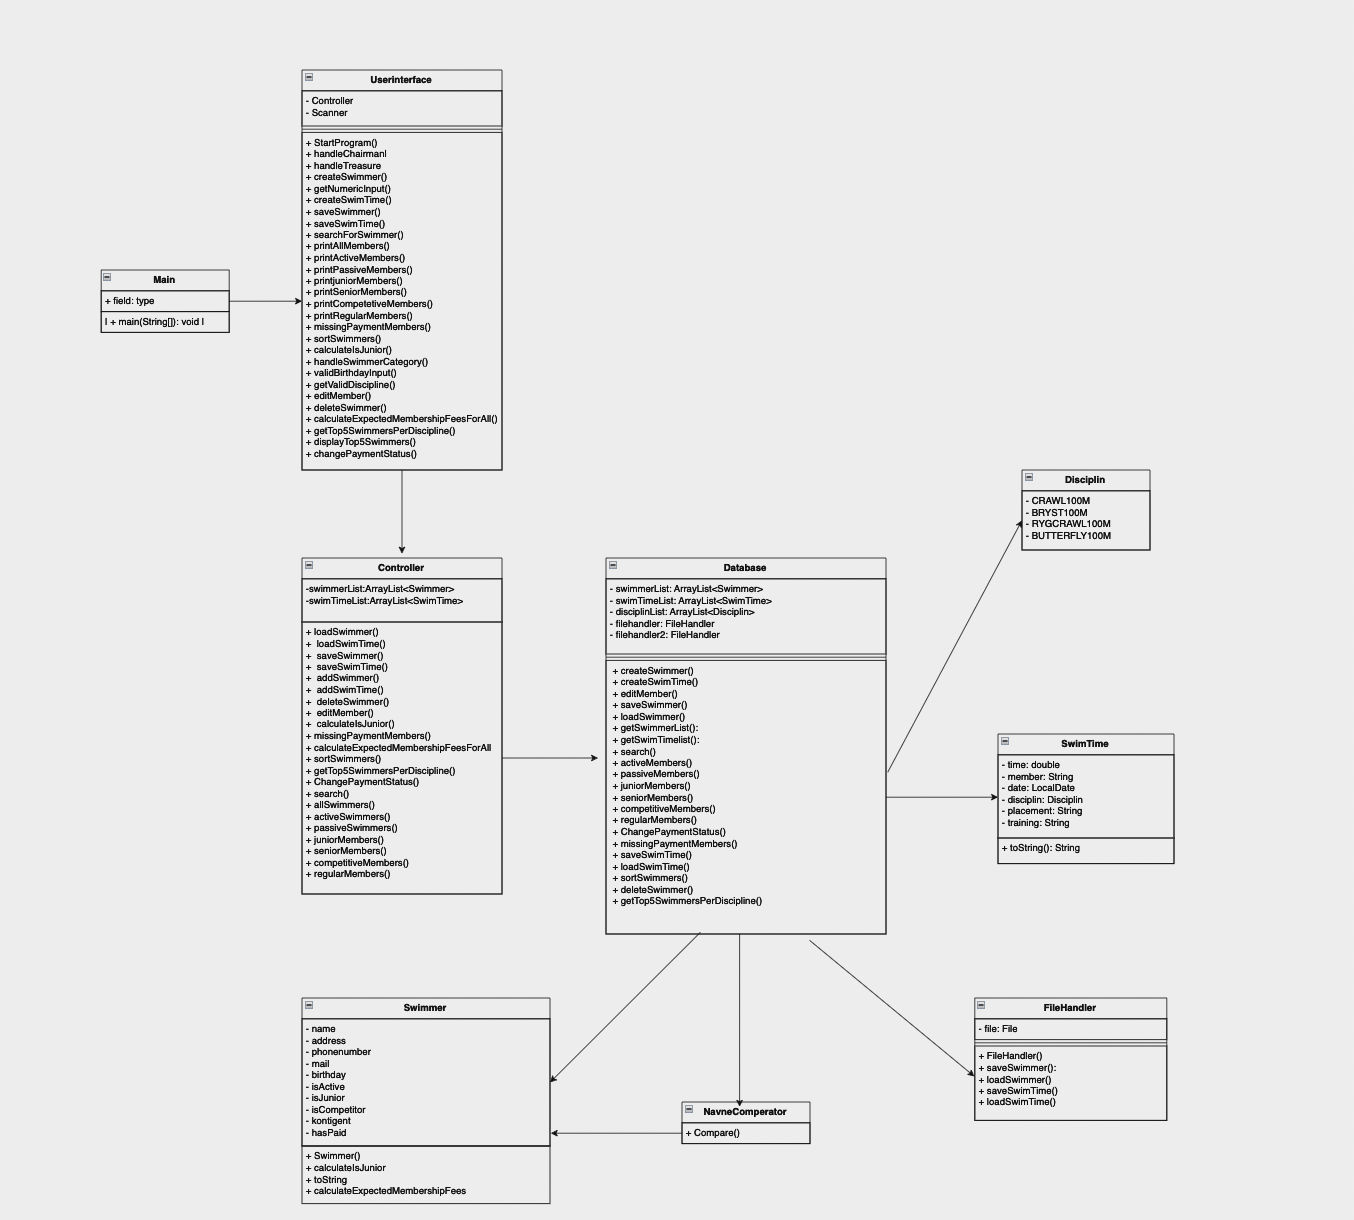 Userinterface
- Controller
- Scanner
+ StartProgram()
+ handleChairmanl
+ handleTreasure
+ createSwimmer()
+ getNumericInput()
+ createSwimTime()
+ saveSwimmer()
+ saveSwimTime()
+ searchForSwimmer()
+ printAllMembers()
+ printActiveMembers()
+ printPassiveMembers()
+ printjuniorMembers()
+ printSeniorMembers()
+ printCompetetiveMembers()
+ printRegularMembers()
+ missingPaymentMembers()
+ sortSwimmers()
+ calculateIsJunior()
+ handleSwimmerCategory()
+ validBirthdayInput()
+ getValidDiscipline()
+ editMember()
+ deleteSwimmer()
+ calculateExpectedMembershipFeesForAll()
+ getTop5SwimmersPerDiscipline()
+ displayTop5Swimmers()
+ changePaymentStatus()
Main
+ field: type
l + main(String[]): void l
Controller
-swimmerList:ArrayList<Swimmer>
-swimTimeList:ArrayList<SwimTime>
+ loadSwimmer()
+ loadSwimTime()
+ saveSwimmer()
+ saveSwimTime()
+ addSwimmer()
+ addSwimTime()
+ deleteSwimmer()
+ editMember()
+ calculateIsJunior()
+ missingPaymentMembers()
+ calculateExpectedMembershipFeesForAll
+ sortSwimmers()
+ getTop5SwimmersPerDiscipline()
+ ChangePaymentStatus()
+ search()
+ allSwimmers()
+ activeSwimmers()
+ passiveSwimmers()
+ juniorMembers()
+ seniorMembers()
+ competitiveMembers()
+ regularMembers()
Database
- swimmerList: ArrayList<Swimmer>
- swimTimeList: ArrayList<SwimTime>
- disciplinList: ArrayList<Disciplin>
- filehandler: FileHandler
- filehandler2: FileHandler
+ createSwimmer()
+ createSwimTime()
+ editMember()
+ saveSwimmer()
+ loadSwimmer()
+ getSwimmerList():
+ getSwimTimelist():
+ search()
+ activeMembers()
+ passiveMembers()
+ juniorMembers()
+ seniorMembers()
+ competitiveMembers()
+ regularMembers()
+ ChangePaymentStatus()
+ missingPaymentMembers()
+ saveSwimTime()
+ loadSwimTime()
+ sortSwimmers()
+ deleteSwimmer()
+ getTop5SwimmersPerDiscipline()
Disciplin
- CRAWL100M
- BRYST100M
- RYGCRAWL100M
- BUTTERFLY100M
SwimTime
- time: double
- member: String
- date: LocalDate
- disciplin: Disciplin
- placement: String
- training: String
+ toString(): String
Swimmer
- name
- address
- phonenumber
- mail
- birthday
- isActive
- isJunior
- isCompetitor
- kontigent
- hasPaid
+ Swimmer()
+ calculateIsJunior
+ toString
+ calculateExpectedMembershipFees
NavneComperator
+ Compare()
FileHandler
- file: File
+ FileHandler()
+ saveSwimmer():
+ loadSwimmer()
+ saveSwimTime()
+ loadSwimTime()